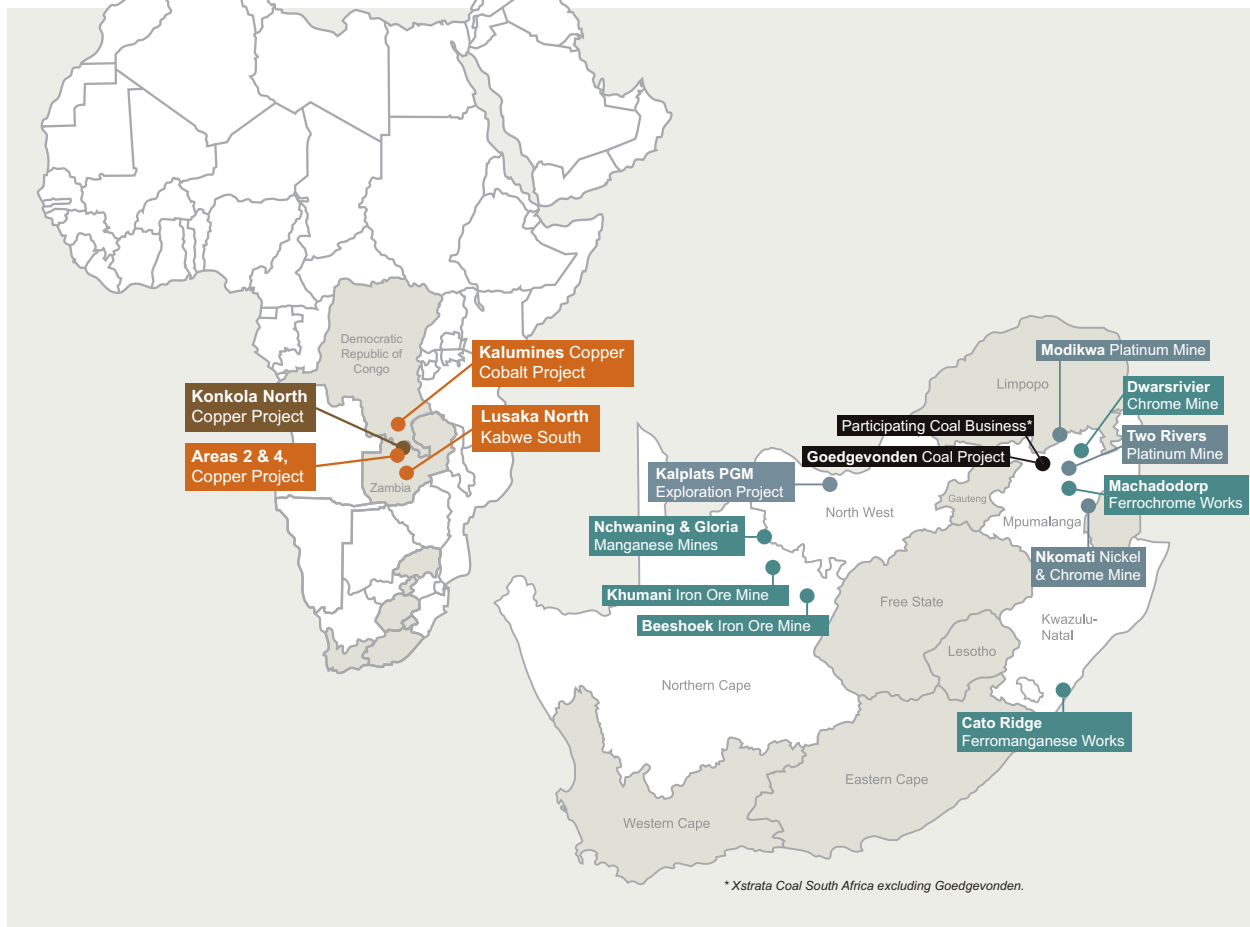 Democratic
Republic of
Congo
Kalumines Copper
Cobalt Project
Konkola North
Copper Project
Lusaka North
Kabwe South
Areas 2 & 4,
Copper Project
Zambia
Modikwa Platinum Mine
Limpopo
Dwarsrivier
Chrome Mine
Participating Coal Business*
Two Rivers
Platinum Mine
Goedgevonden Coal Project
Kalplats PGM
Exploration Project
Machadodorp
Ferrochrome Works
Gauteng
North West
Mpumalanga
Nchwaning & Gloria
Manganese Mines
Nkomati Nickel
& Chrome Mine
Khumani Iron Ore Mine
Free State
Beeshoek Iron Ore Mine
Kwazulu-
Natal
Lesotho
Northern Cape
Cato Ridge
Ferromanganese Works
Eastern Cape
Western Cape
* Xstrata Coal South Africa excluding Goedgevonden.